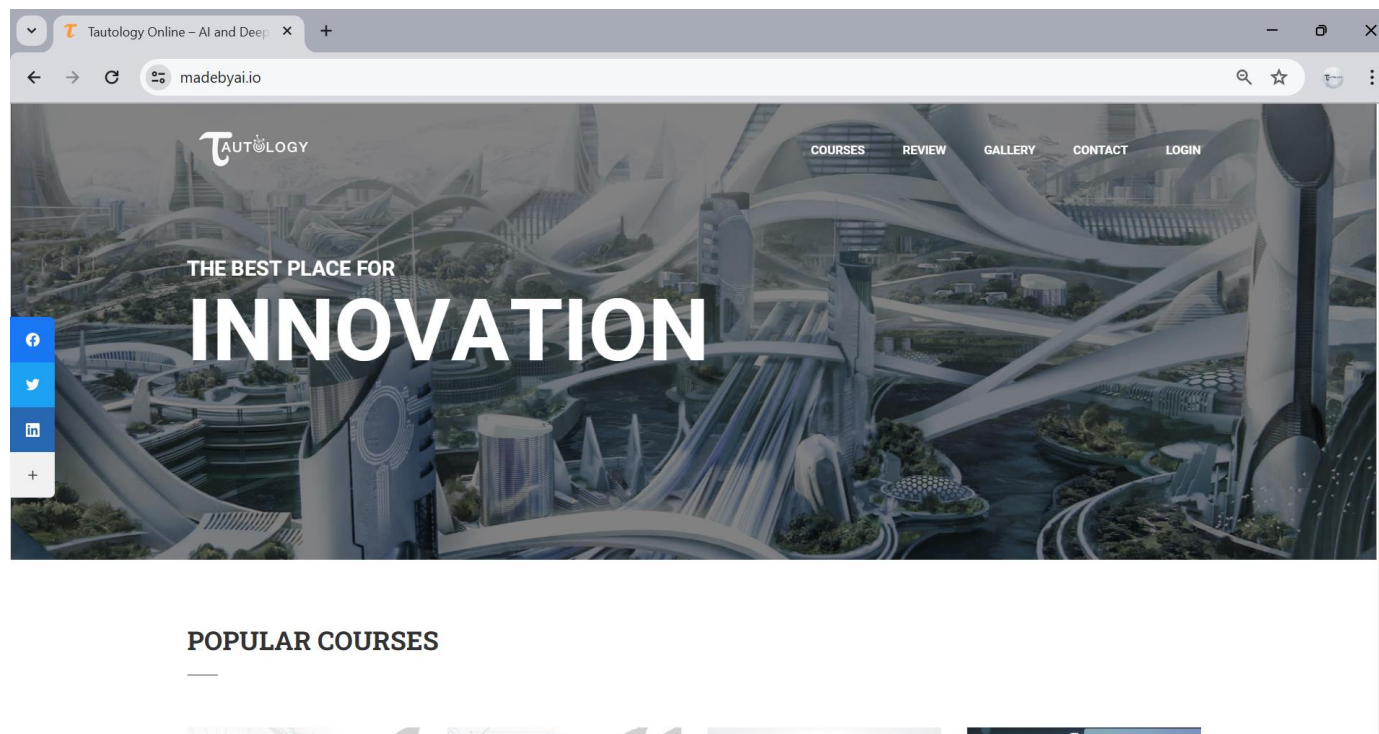 Tautology Online – AI and Deep
madebyai.io
TAUTOLOGY
COURSES REVIEW GALLERY CONTACT LOGIN
THE BEST PLACE FOR
INNOVATION
in
POPULAR COURSES